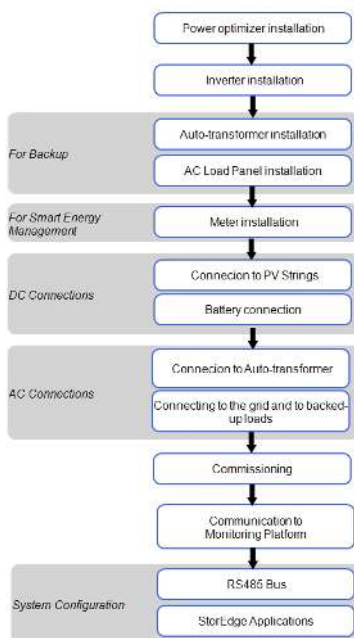 Power optimizer installation
Inverter installation
For Backup
Auto-transformer installation
AC Load Panel installation
For Smart Energy
Management
Meter installation
DC Connections
Connecion to PV Strings
Battery connection
AC Connections
Connecion to Auto-transformer
Connecting to the grid and to backed-
up loads
Commissioning
Communication to
Monitoring Platform
System Configuration
RS485 Bus
StorEdge Applications